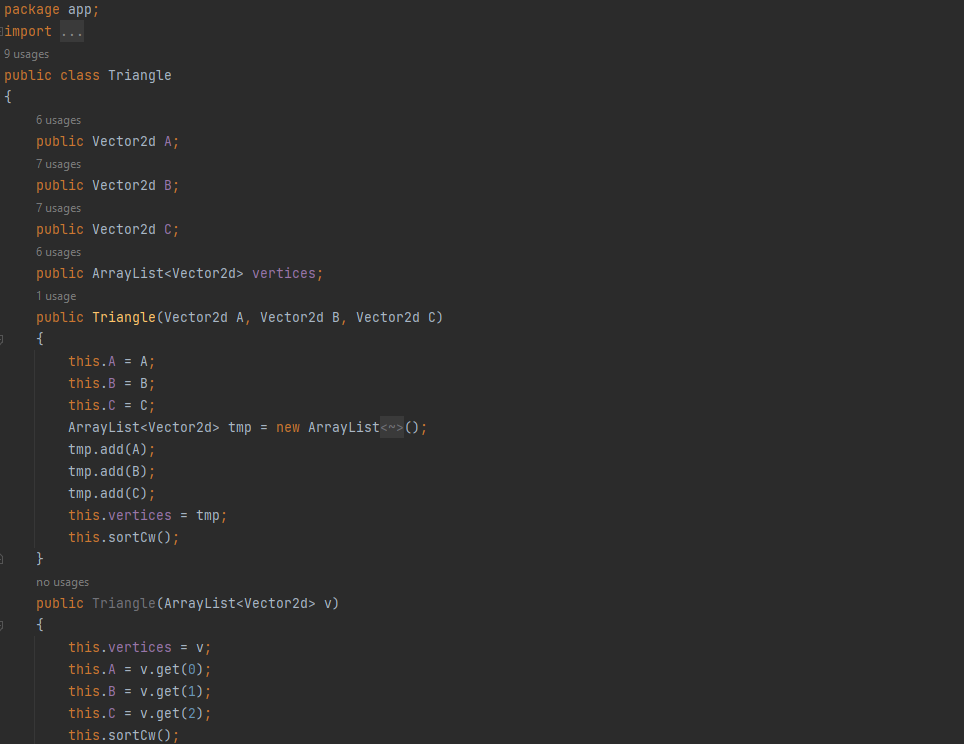 package app;
import ...
9 usages
public class Triangle
{
6 usages
public Vector2d A;
7 usages
public Vector2d B;
7 usages
public Vector2d C;
6 usages
public ArrayList<Vector2d> vertices;
1 usage
public Triangle(Vector2d A, Vector2d B, Vector2d C)
{
this.A = A;
this.B = B;
this.C = C;
ArrayList<Vector2d> tmp = new ArrayList<~>();
tmp.add(A);
tmp.add(B);
tmp.add(C);
this.vertices = tmp;
this.sortCw();
}
no usages
public Triangle(ArrayList<Vector2d> v)
{
this.vertices = v;
this.A = v.get(0);
this.B = v.get(1);
this.C = v.get(2);
this.sortCw();